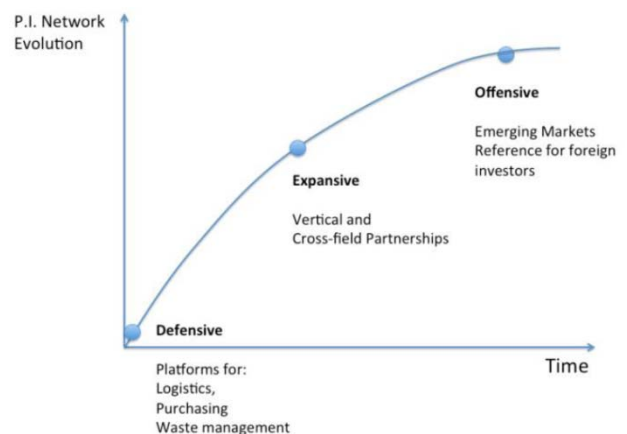 P.I. Network
Evolution
Offensive
Emerging Markets
Reference for foreign
investors
Expansive
Vertical and
Cross-field Partnerships
Defensive
Time
Platforms for:
Logistics,
Purchasing
Waste management